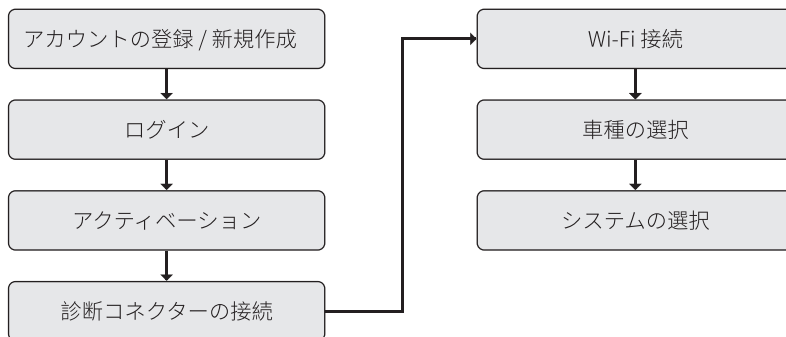 アカウントの登録 / 新規作成
ログイン
アクティベーション
診断コネクターの接続
Wi-Fi 接続
車種の選択
システムの選択